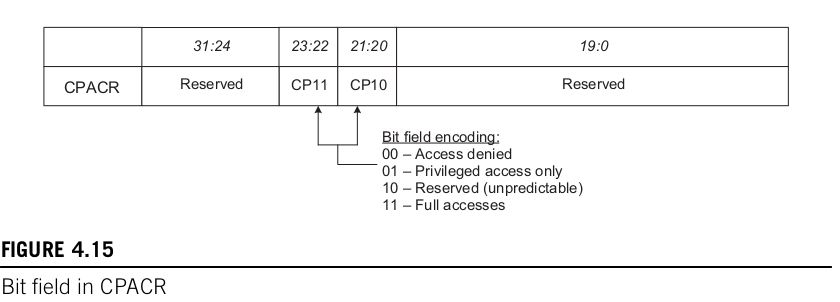 31:24 23:22 21:20 19:0
CPACR Reserved CP11 CP10 Reserved
Bit field encoding:
00 – Access denied
01 – Privileged access only
10 – Reserved (unpredictable)
11 – Full accesses
FIGURE 4.15
Bit field in CPACR